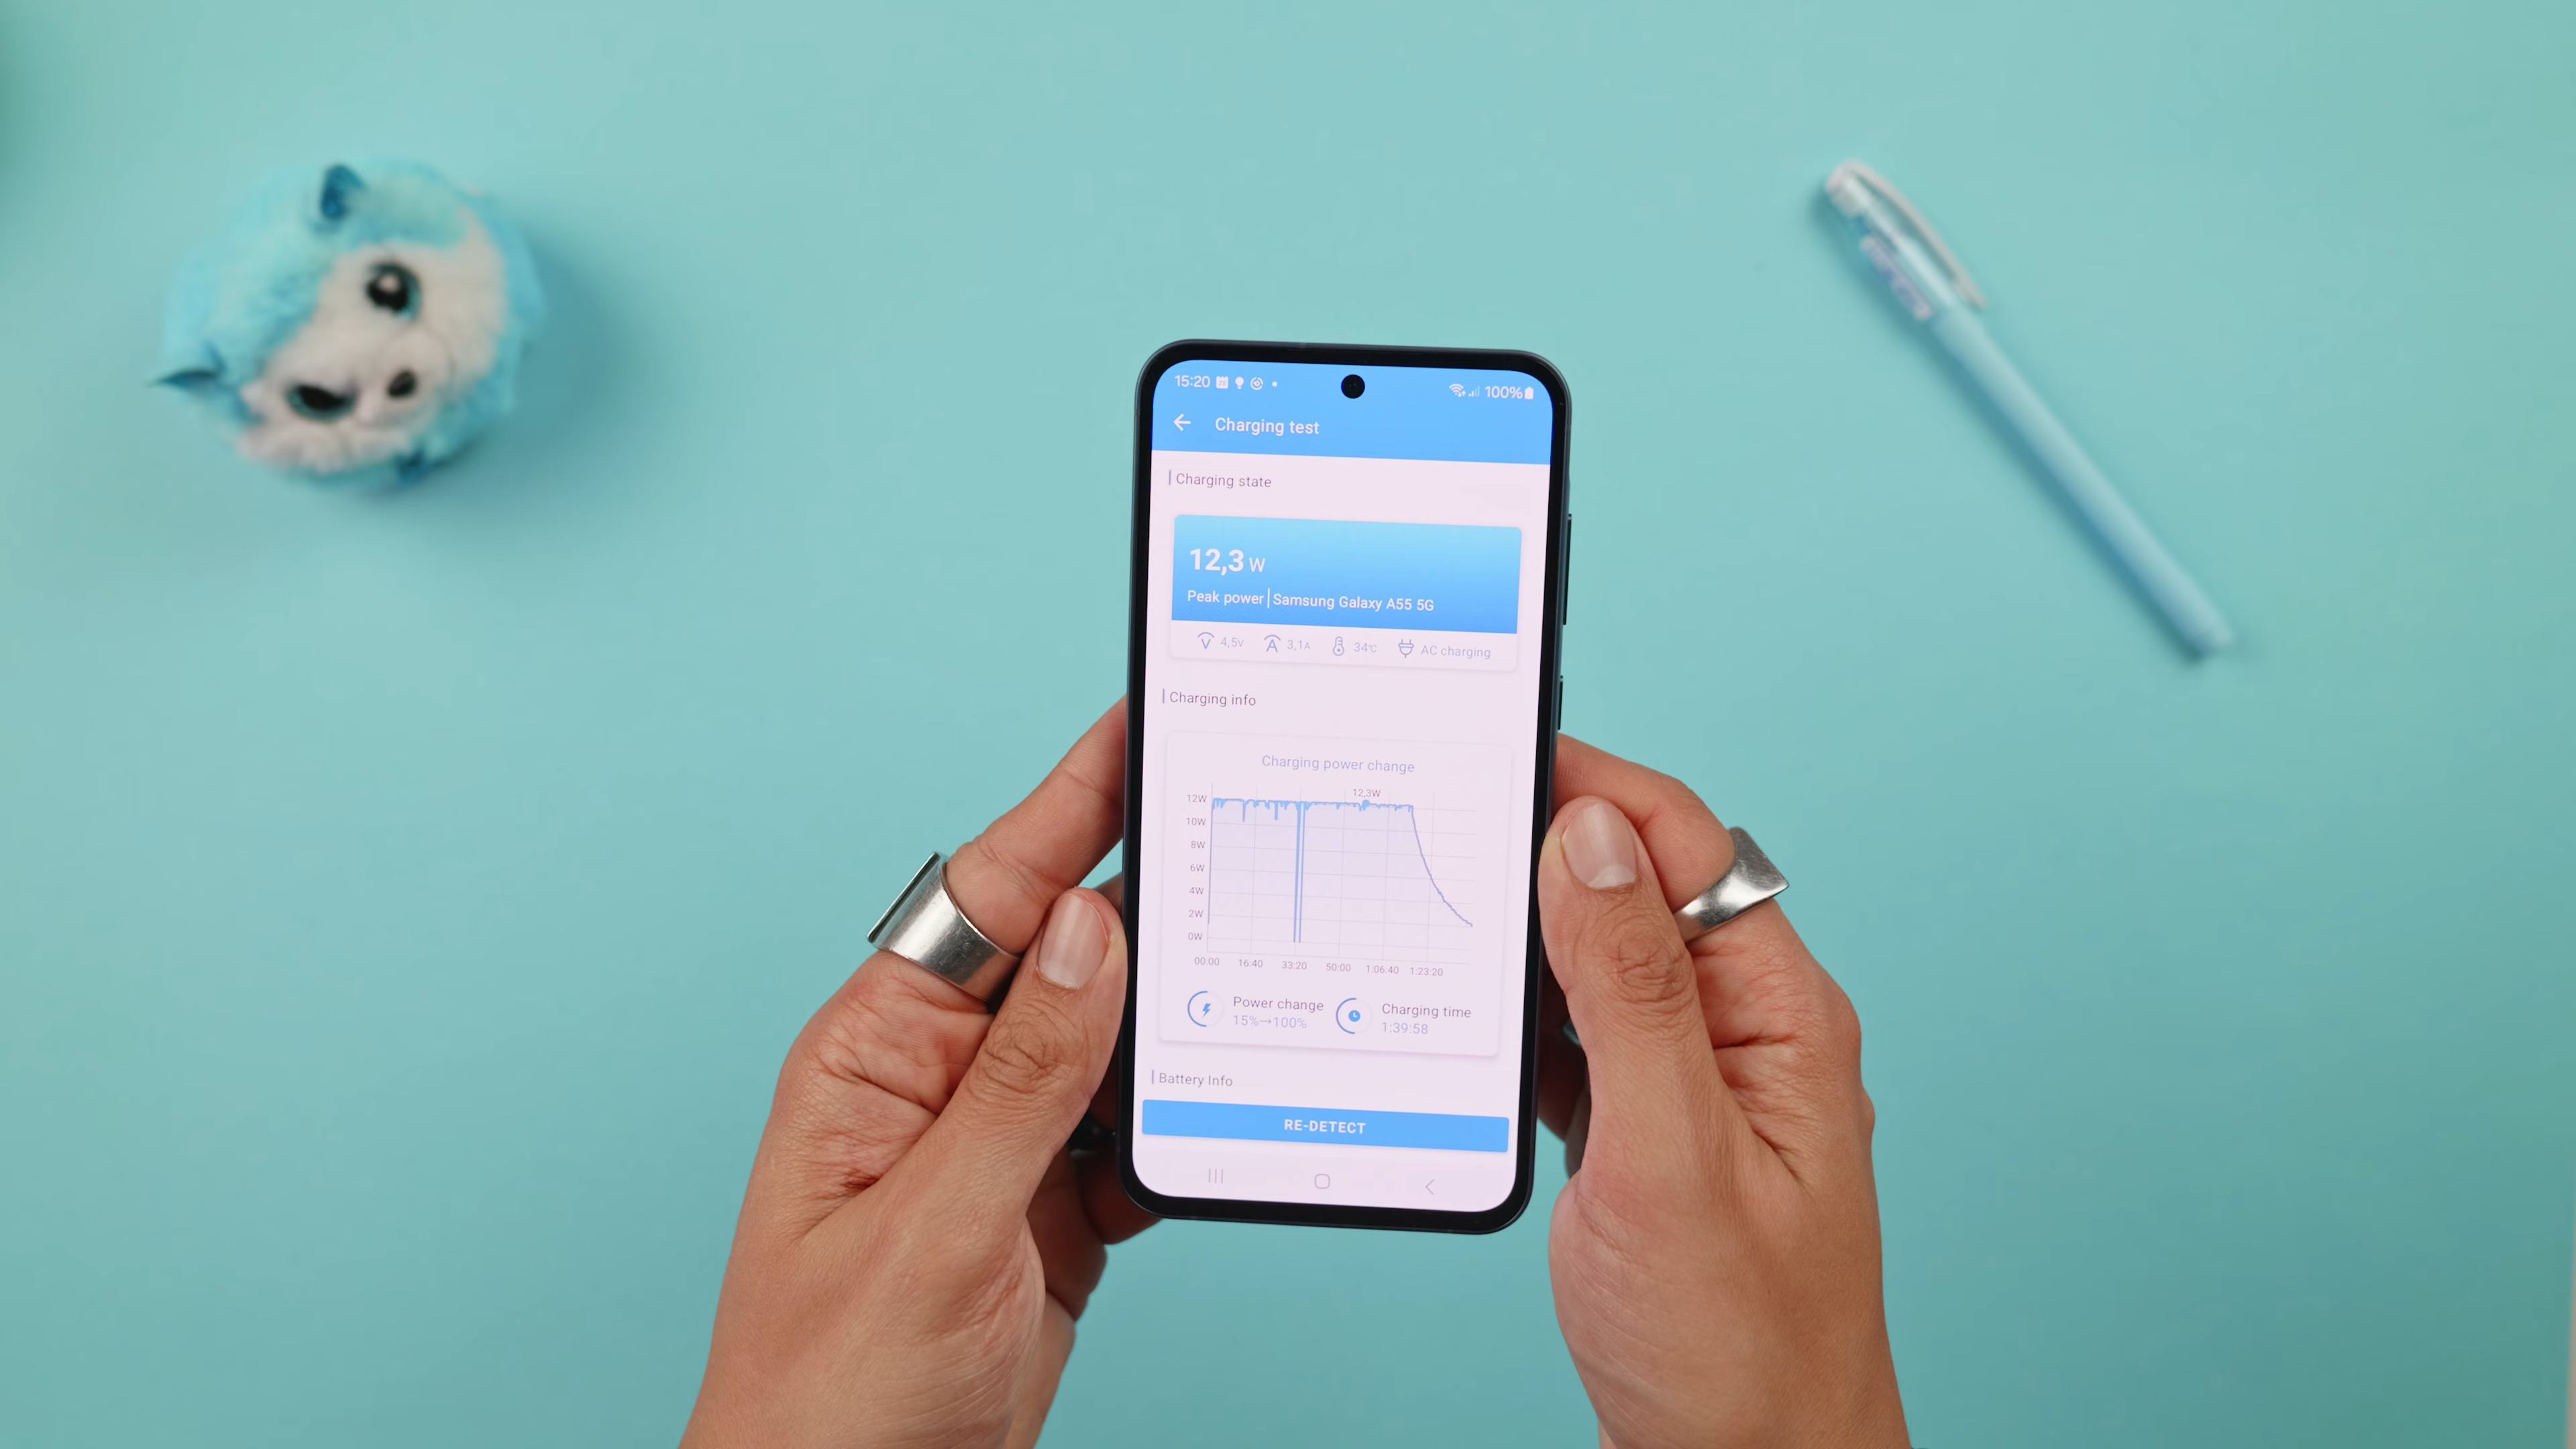 15:20 100%
Charging test
Charging state
12,3 W
Peak power | Samsung Galaxy A55 5G
4,5V 3,1A 34℃ AC charging
Charging info
Charging power change
12,3W
12W
10W
8W
6W
4W
2W
0W
00:00 16:40 33:20 50:00 1:06:40 1:23:20
Power change Charging time
15%→100% 1:39:58
Battery Info
RE-DETECT